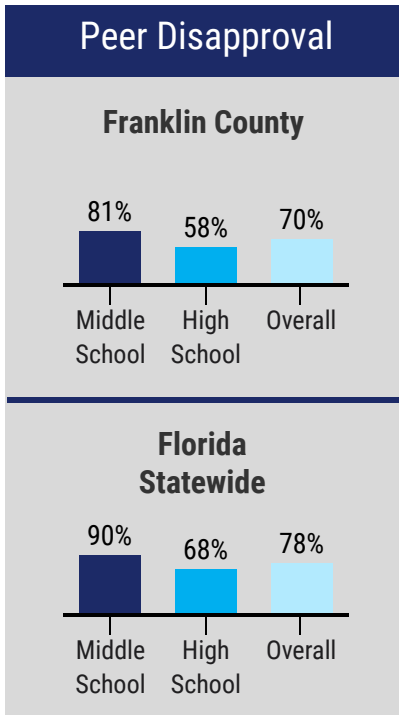 Peer Disapproval
Franklin County
81%
58%
70%
Middle
School
High
School
Overall
Florida
Statewide
90%
68%
78%
Middle
School
High
School
Overall